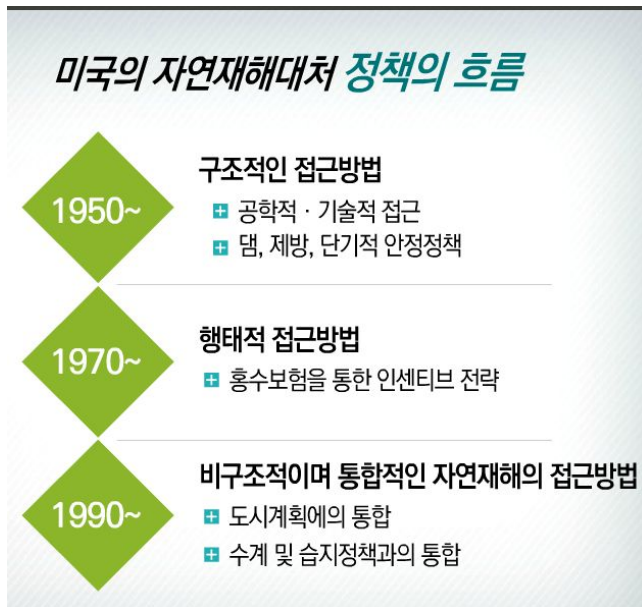 미국의 자연재해대처 정책의 흐름
1950~
구조적인 접근방법
공학적 · 기술적 접근
댐, 제방, 단기적 안정정책
1970~
행태적 접근방법
홍수보험을 통한 인센티브 전략
1990~
비구조적이며 통합적인 자연재해의 접근방법
도시계획에의 통합
수계 및 습지정책과의 통합